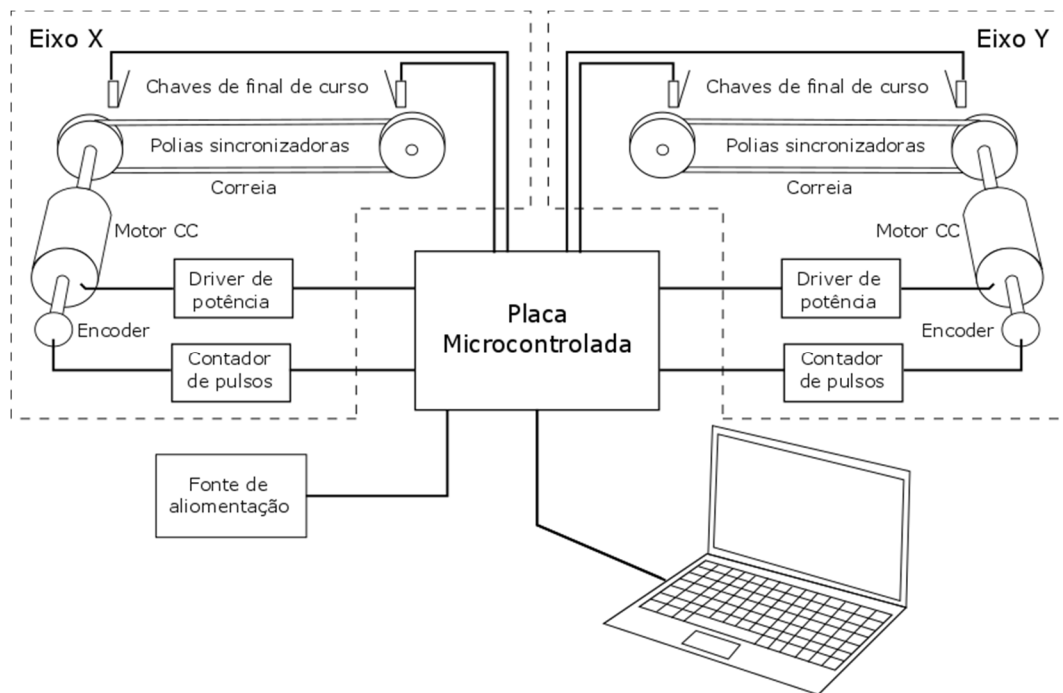 Eixo X
Chaves de final de curso
Polias sincronizadoras
Correia
Motor CC
Driver de
potência
Encoder
Contador
de pulsos
Eixo Y
Chaves de final de curso
Polias sincronizadoras
Correia
Motor CC
Driver de
potência
Encoder
Contador
de pulsos
Placa
Microcontrolada
Fonte de
aliomentação